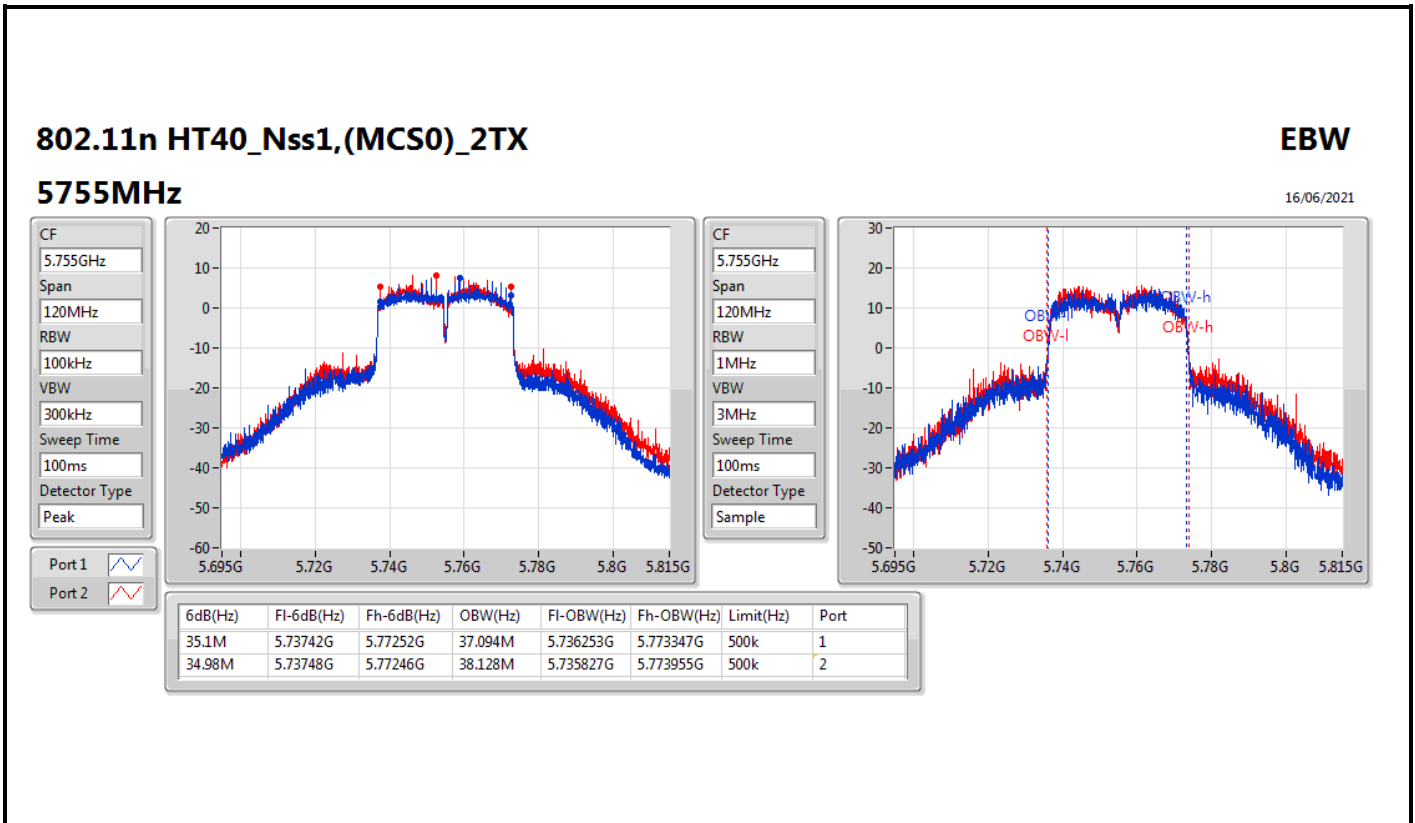 802.11n HT40_Nss1,(MCS0)_2TX
EBW
5755MHz
16/06/2021
CF
5.755GHz
Span
120MHz
RBW
100kHz
VBW
300kHz
Sweep Time
100ms
Detector Type
Peak
Port 1
Port 2
20
10
0
-10
-20
-30
-40
-50
-60
5.695G 5.72G 5.74G 5.76G 5.78G 5.8G 5.815G
CF
5.755GHz
Span
120MHz
RBW
1MHz
VBW
3MHz
Sweep Time
100ms
Detector Type
Sample
30
20
10
0
-10
-20
-30
-40
-50
OBW-l
OBW-l
OBW-h
OBW-h
5.695G 5.72G 5.74G 5.76G 5.78G 5.8G 5.815G
6dB(Hz) Fl-6dB(Hz) Fh-6dB(Hz) OBW(Hz) Fl-OBW(Hz) Fh-OBW(Hz) Limit(Hz) Port
35.1M 5.73742G 5.77252G 37.094M 5.736253G 5.773347G 500k 1
34.98M 5.73748G 5.77246G 38.128M 5.735827G 5.773955G 500k 2